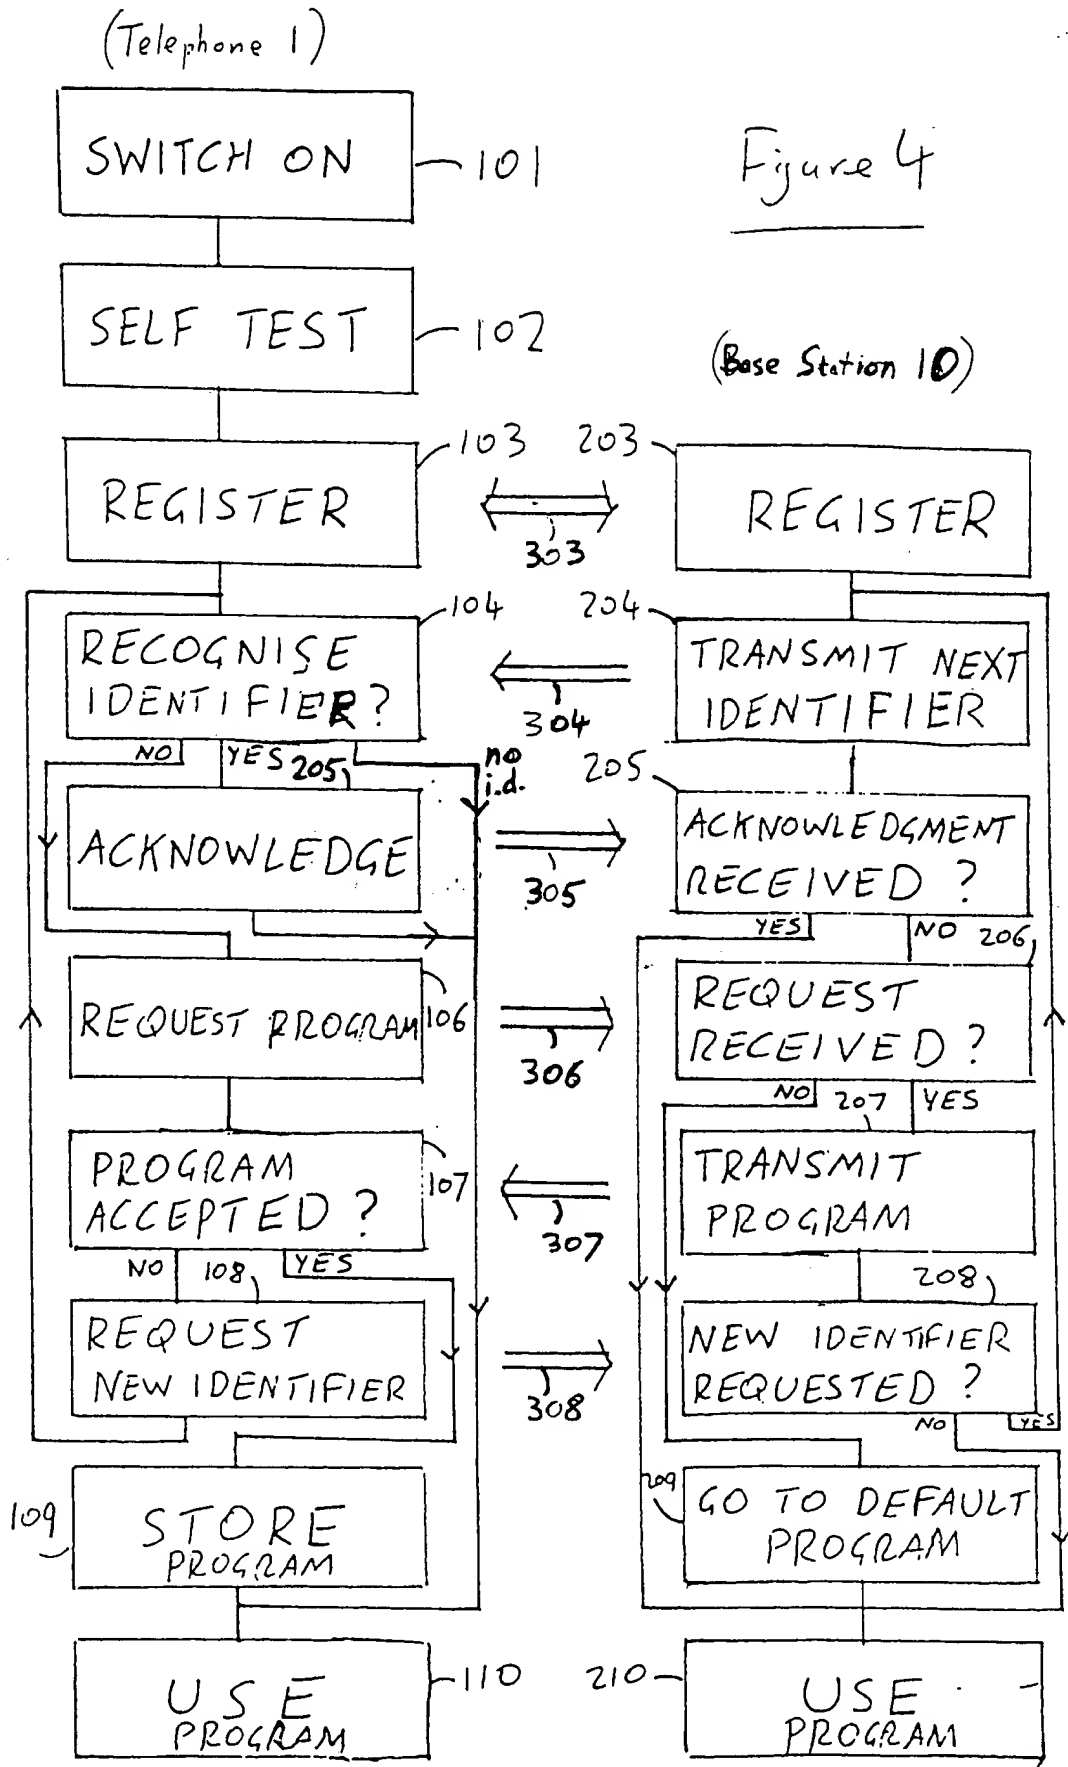 (Telephone 1)
SWITCH ON
101
Figure 4
SELF TEST
102
(Base Station 10)
103
203
REGISTER
303
REGISTER
104
204
RECOGNISE
IDENTIFIER?
304
TRANSMIT NEXT
IDENTIFIER
NO
YES
205
no
i.d.
205
ACKNOWLEDGE
305
ACKNOWLEDGMENT
RECEIVED ?
YES
NO
206
REQUEST PROGRAM
106
306
REQUEST
RECEIVED ?
NO
207
YES
PROGRAM
ACCEPTED ?
107
307
TRANSMIT
PROGRAM
NO
108
YES
208
REQUEST
NEW IDENTIFIER
308
NEW IDENTIFIER
REQUESTED ?
NO
YES
109
STORE
PROGRAM
209
GO TO DEFAULT
PROGRAM
USE
PROGRAM
110
210
USE
PROGRAM